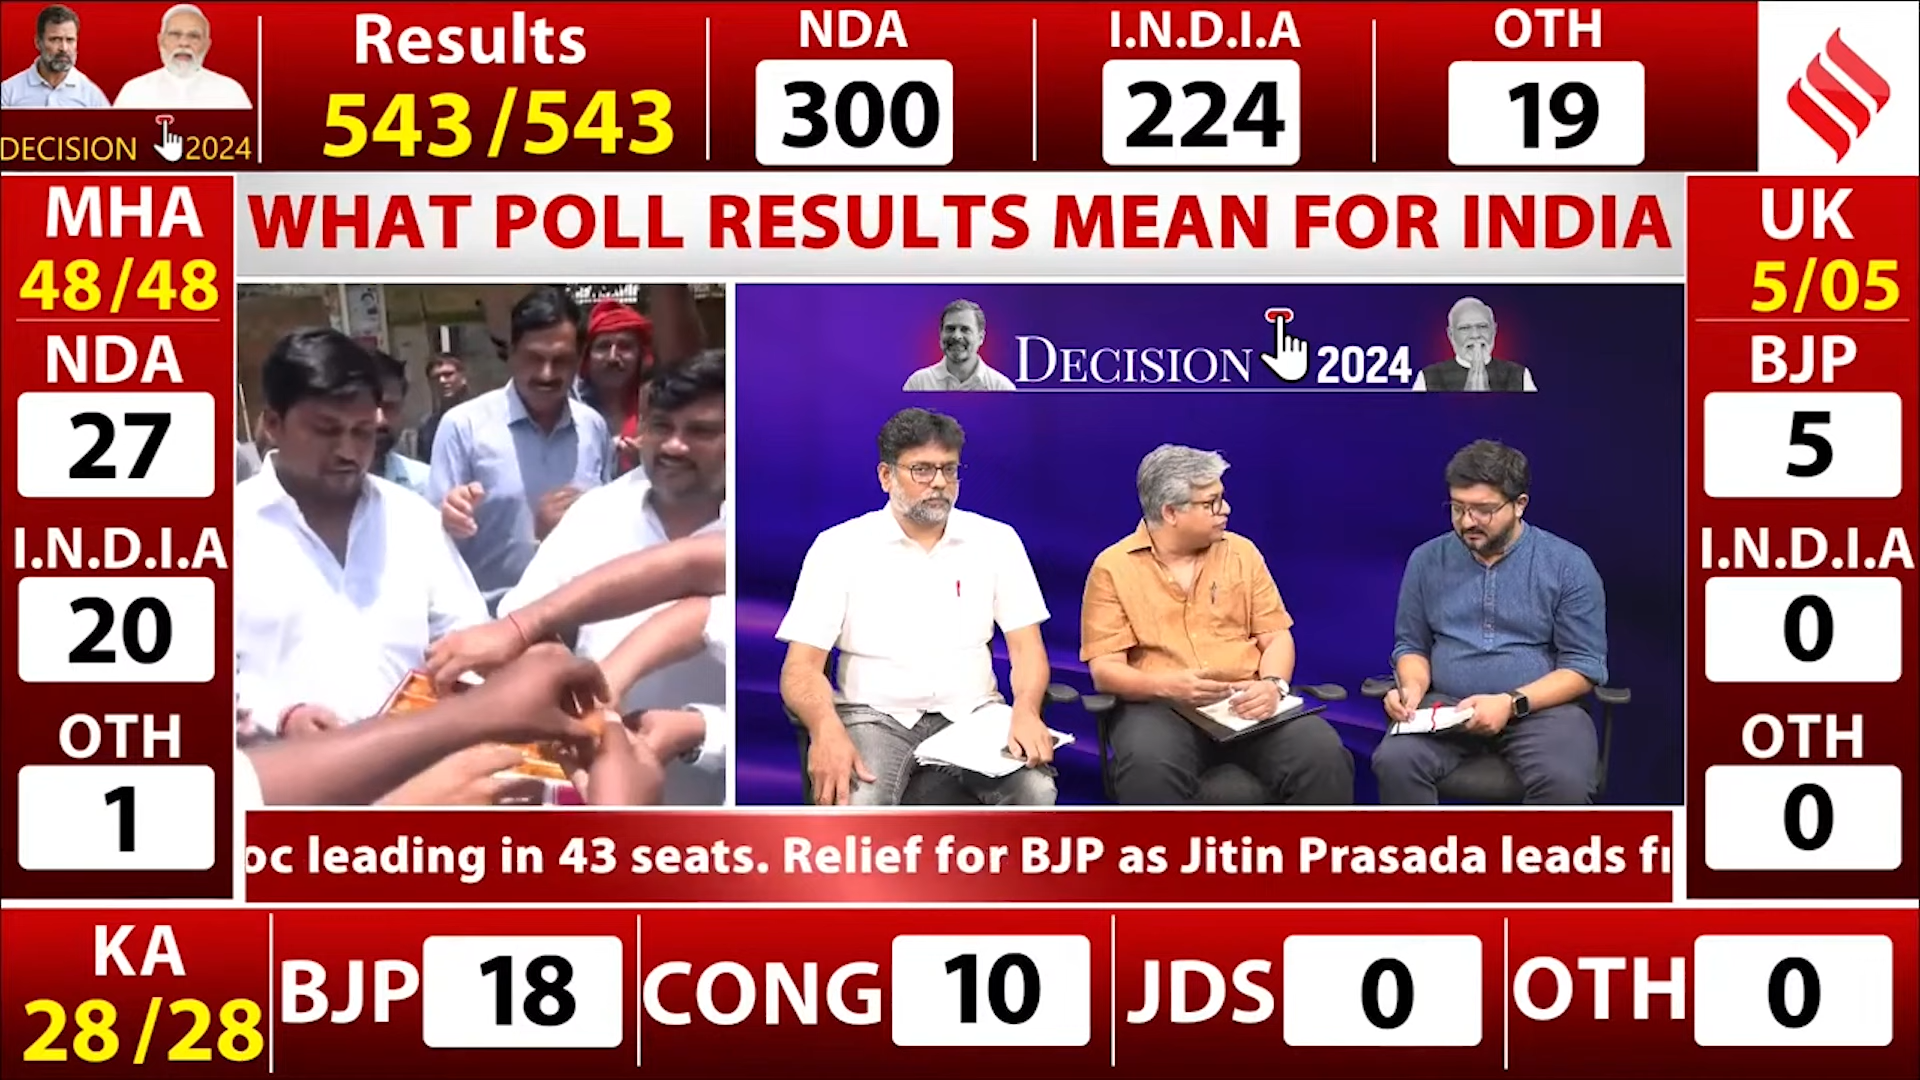 DECISION 2024
Results
543/543
NDA
300
I.N.D.I.A
224
OTH
19
MHA
48/48
NDA
27
I.N.D.I.A
20
OTH
1
WHAT POLL RESULTS MEAN FOR INDIA
DECISION 2024
UK
5/05
BJP
5
I.N.D.I.A
0
OTH
0
leading in 43 seats. Relief for BJP as Jitin Prasada leads
KA
28/28
BJP 18
CONG 10
JDS 0
OTH 0